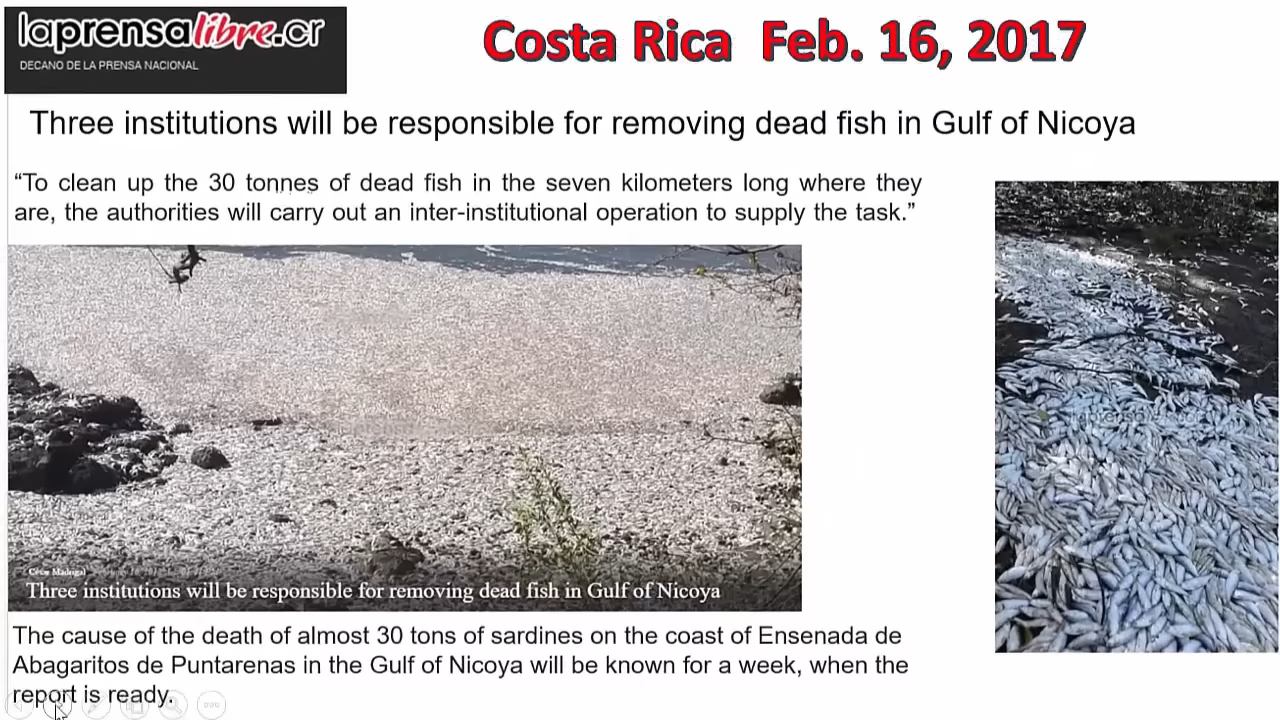 laprensalibre.cr
DECANO DE LA PRENSA NACIONAL
Costa Rica Feb. 16, 2017
Three institutions will be responsible for removing dead fish in Gulf of Nicoya
“To clean up the 30 tonnes of dead fish in the seven kilometers long where they
are, the authorities will carry out an inter-institutional operation to supply the task.”
César Madrigal
Three institutions will be responsible for removing dead fish in Gulf of Nicoya
The cause of the death of almost 30 tons of sardines on the coast of Ensenada de
Abagaritos de Puntarenas in the Gulf of Nicoya will be known for a week, when the
report is ready.